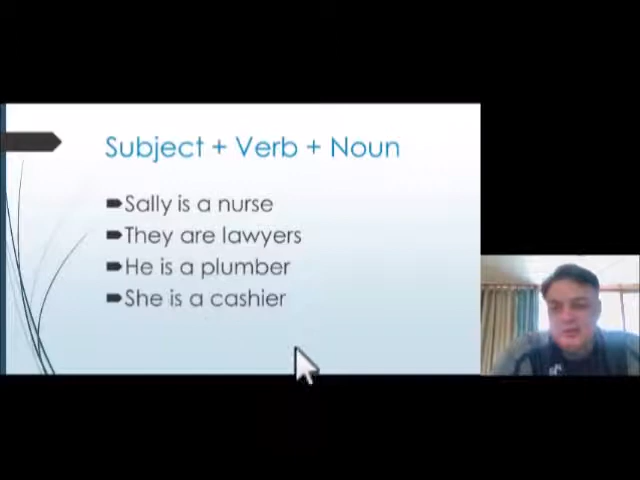 Subject + Verb + Noun
Sally is a nurse
They are lawyers
He is a plumber
She is a cashier